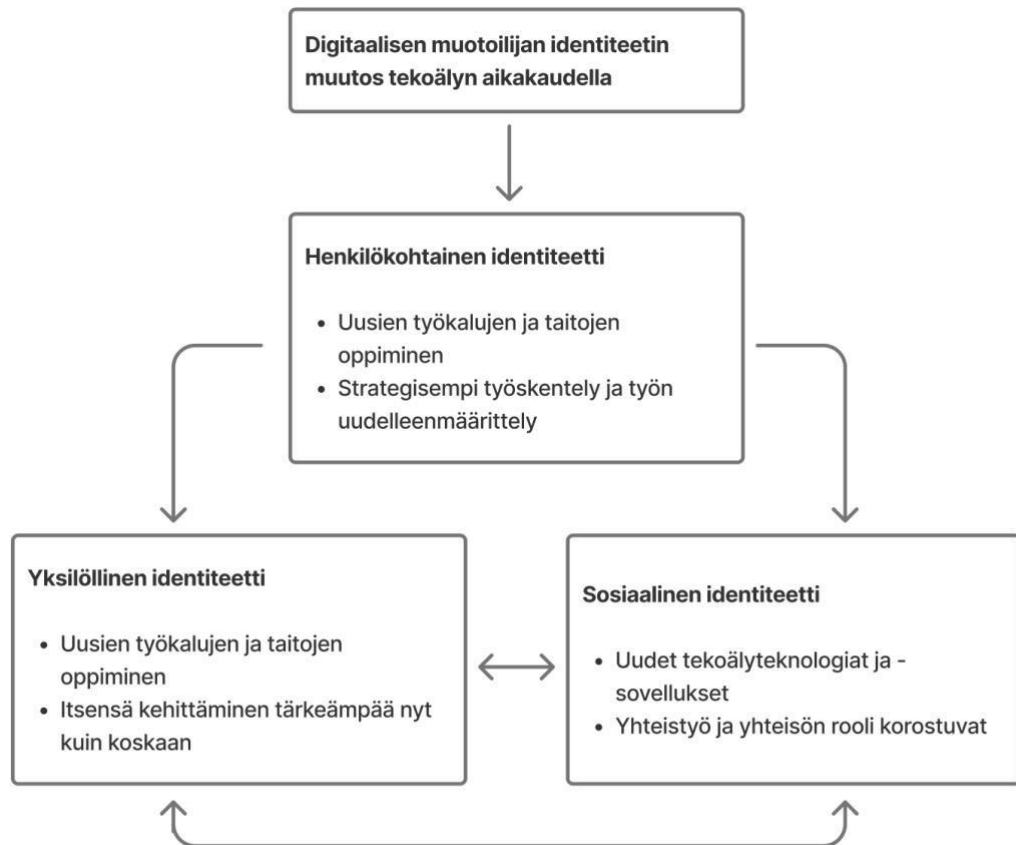 Digitaalisen muotoilijan identiteetin
muutos tekoälyn aikakaudella
Henkilökohtainen identiteetti
• Uusien työkalujen ja taitojen
oppiminen
• Strategisempi työskentely ja työn
uudelleenmäärittely
Yksilöllinen identiteetti
• Uusien työkalujen ja taitojen
oppiminen
• Itsensä kehittäminen tärkeämpää nyt
kuin koskaan
Sosiaalinen identiteetti
• Uudet tekoälyteknologiat ja -
sovellukset
• Yhteistyö ja yhteisön rooli korostuvat